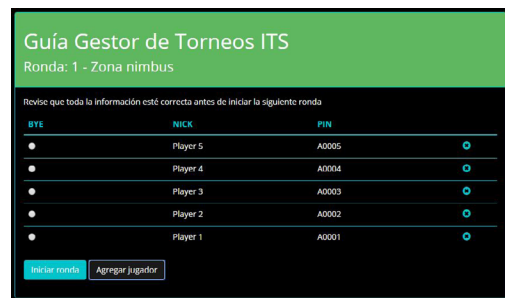 Guía Gestor de Torneos ITS
Ronda: 1 - Zona nimbus
Revise que toda la información esté correcta antes de iniciar la siguiente ronda
BYE NICK PIN
Player 5 A0005
Player 4 A0004
Player 3 A0003
Player 2 A0002
Player 1 A0001
Iniciar ronda Agregar jugador